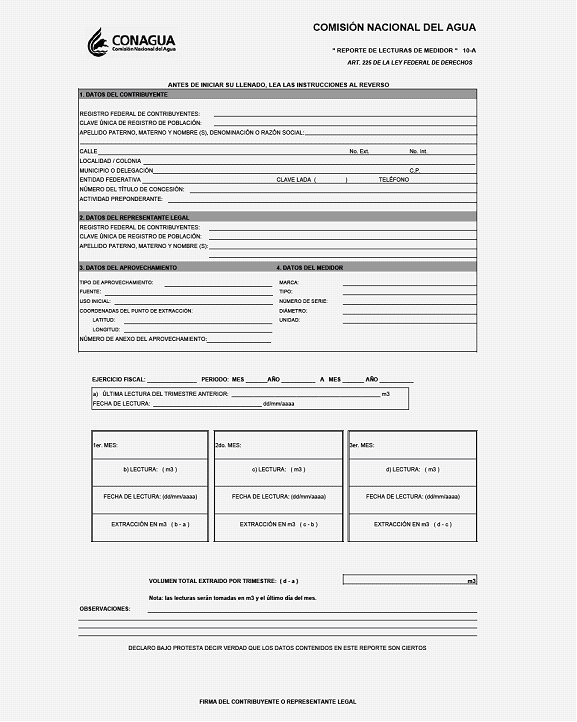 COMISIÓN NACIONAL DEL AGUA
CONAGUA
Comisión Nacional del Agua
" REPORTE DE LECTURAS DE MEDIDOR " 10-A
ART. 225 DE LA LEY FEDERAL DE DERECHOS
ANTES DE INICIAR SU LLENADO, LEA LAS INSTRUCCIONES AL REVERSO
1. DATOS DEL CONTRIBUYENTE
REGISTRO FEDERAL DE CONTRIBUYENTES:
CLAVE ÚNICA DE REGISTRO DE POBLACIÓN:
APELLIDO PATERNO, MATERNO Y NOMBRE (S), DENOMINACIÓN O RAZÓN SOCIAL:
CALLE No. Ext. No. Int.
LOCALIDAD / COLONIA
MUNICIPIO O DELEGACIÓN C.P.
ENTIDAD FEDERATIVA CLAVE LADA ( ) TELÉFONO
NÚMERO DEL TÍTULO DE CONCESIÓN:
ACTIVIDAD PREPONDERANTE:
2. DATOS DEL REPRESENTANTE LEGAL
REGISTRO FEDERAL DE CONTRIBUYENTES:
CLAVE ÚNICA DE REGISTRO DE POBLACIÓN:
APELLIDO PATERNO, MATERNO Y NOMBRE (S):
3. DATOS DEL APROVECHAMIENTO 4. DATOS DEL MEDIDOR
TIPO DE APROVECHAMIENTO: MARCA:
FUENTE: TIPO:
USO INICIAL: NÚMERO DE SERIE:
COORDENADAS DEL PUNTO DE EXTRACCIÓN: DIÁMETRO:
LATITUD: UNIDAD:
LONGITUD:
NÚMERO DE ANEXO DEL APROVECHAMIENTO:
EJERCICIO FISCAL: PERIODO: MES AÑO A MES AÑO
a) ÚLTIMA LECTURA DEL TRIMESTRE ANTERIOR: m3
FECHA DE LECTURA: dd/mm/aaaa
1er. MES: 2do. MES: 3er. MES:
b) LECTURA: ( m3 ) c) LECTURA: ( m3 ) d) LECTURA: ( m3 )
FECHA DE LECTURA: (dd/mm/aaaa) FECHA DE LECTURA: (dd/mm/aaaa) FECHA DE LECTURA: (dd/mm/aaaa)
EXTRACCIÓN EN m3 ( b - a ) EXTRACCIÓN EN m3 ( c - b ) EXTRACCIÓN EN m3 ( d - c )
VOLUMEN TOTAL EXTRAIDO POR TRIMESTRE: ( d - a ) m3
Nota: las lecturas serán tomadas en m3 y el último día del mes.
OBSERVACIONES:
DECLARO BAJO PROTESTA DECIR VERDAD QUE LOS DATOS CONTENIDOS EN ESTE REPORTE SON CIERTOS
FIRMA DEL CONTRIBUYENTE O REPRESENTANTE LEGAL